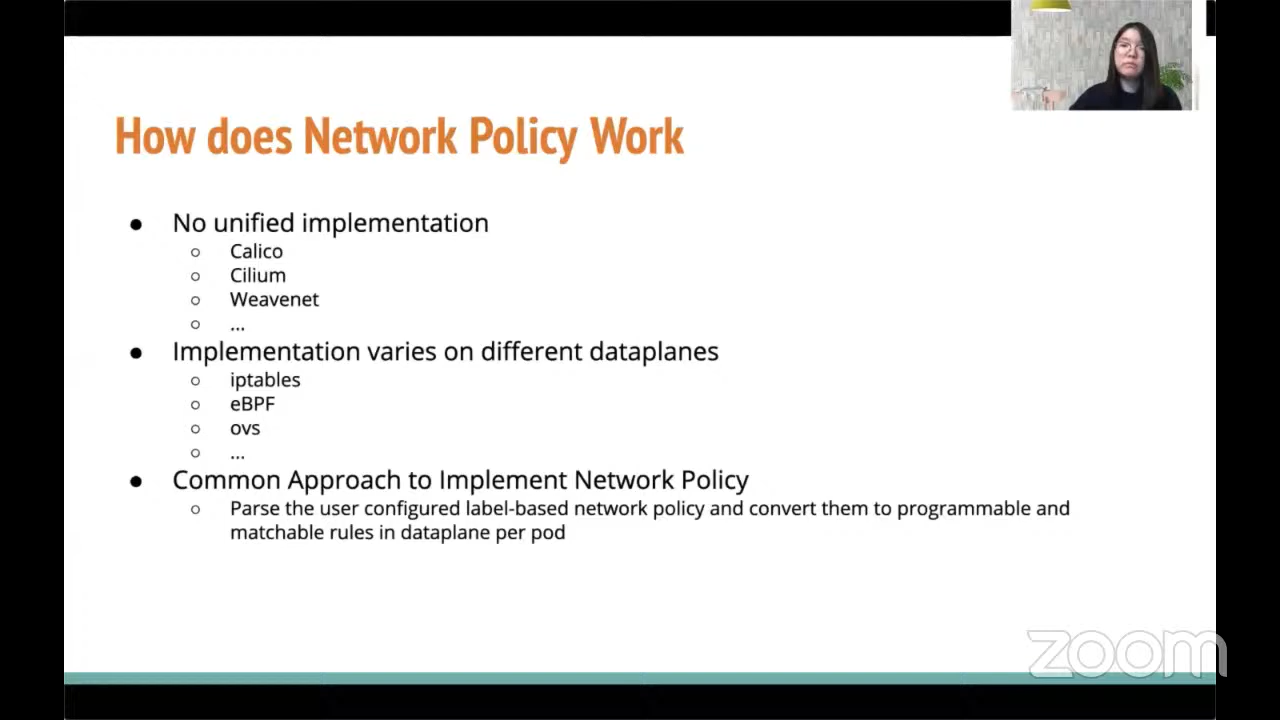 How does Network Policy Work
● No unified implementation
○ Calico
○ Cilium
○ Weavenet
○ ...
● Implementation varies on different dataplanes
○ iptables
○ eBPF
○ ovs
○ ...
● Common Approach to Implement Network Policy
○ Parse the user configured label-based network policy and convert them to programmable and
matchable rules in dataplane per pod
zoom